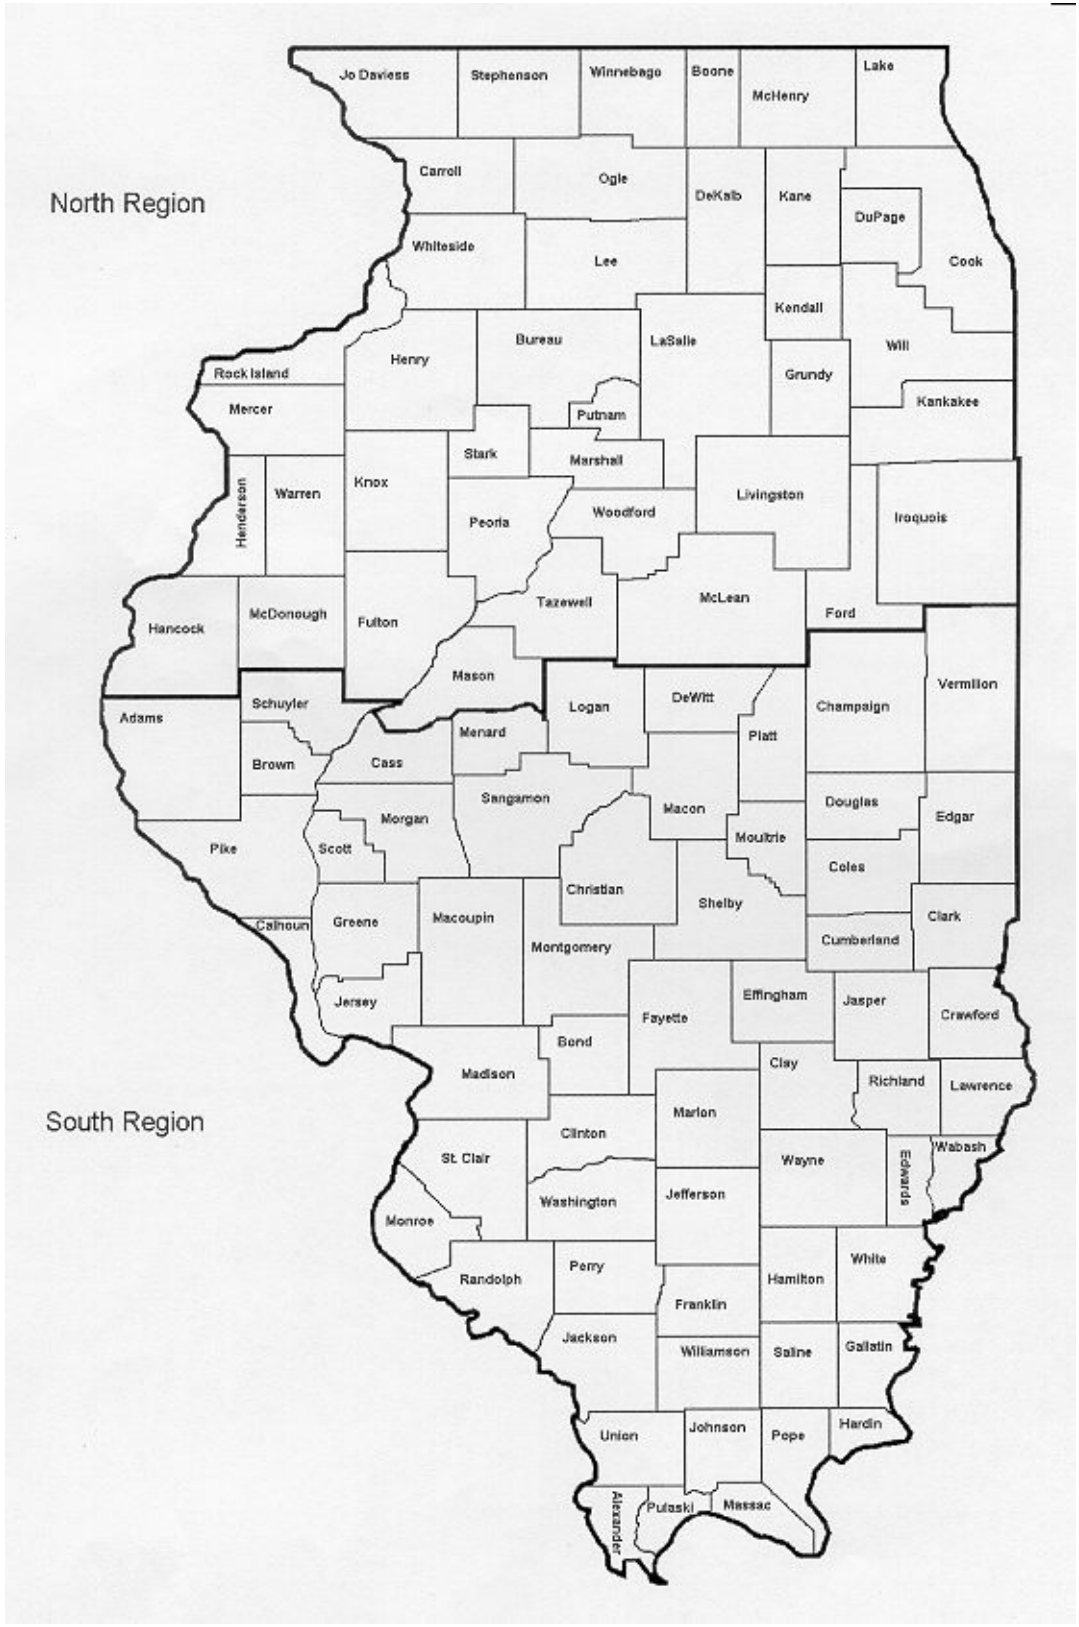 Jo Daviess
Stephenson
Winnebago
Boone
McHenry
Lake
Carroll
Ogle
DeKalb
Kane
DuPage
Cook
North Region
Whiteside
Lee
Kendall
Rock Island
Henry
Bureau
LaSalle
Will
Grundy
Mercer
Putnam
Kankakee
Henderson
Warren
Knox
Stark
Marshall
Peoria
Woodford
Livingston
Iroquois
Hancock
McDonough
Fulton
Tazewell
McLean
Ford
Mason
Adams
Schuyler
Logan
DeWitt
Piatt
Champaign
Vermilion
Brown
Cass
Menard
Sangamon
Macon
Moultrie
Douglas
Edgar
Pike
Scott
Morgan
Coles
Christian
Shelby
Calhoun
Greene
Macoupin
Montgomery
Cumberland
Clark
Jersey
Fayette
Effingham
Jasper
Crawford
Madison
Bond
Clay
Richland
Lawrence
South Region
St. Clair
Clinton
Marion
Wayne
Edwards
Wabash
Monroe
Washington
Jefferson
Randolph
Perry
Hamilton
White
Franklin
Jackson
Williamson
Saline
Gallatin
Union
Johnson
Pope
Hardin
Alexander
Pulaski
Massac